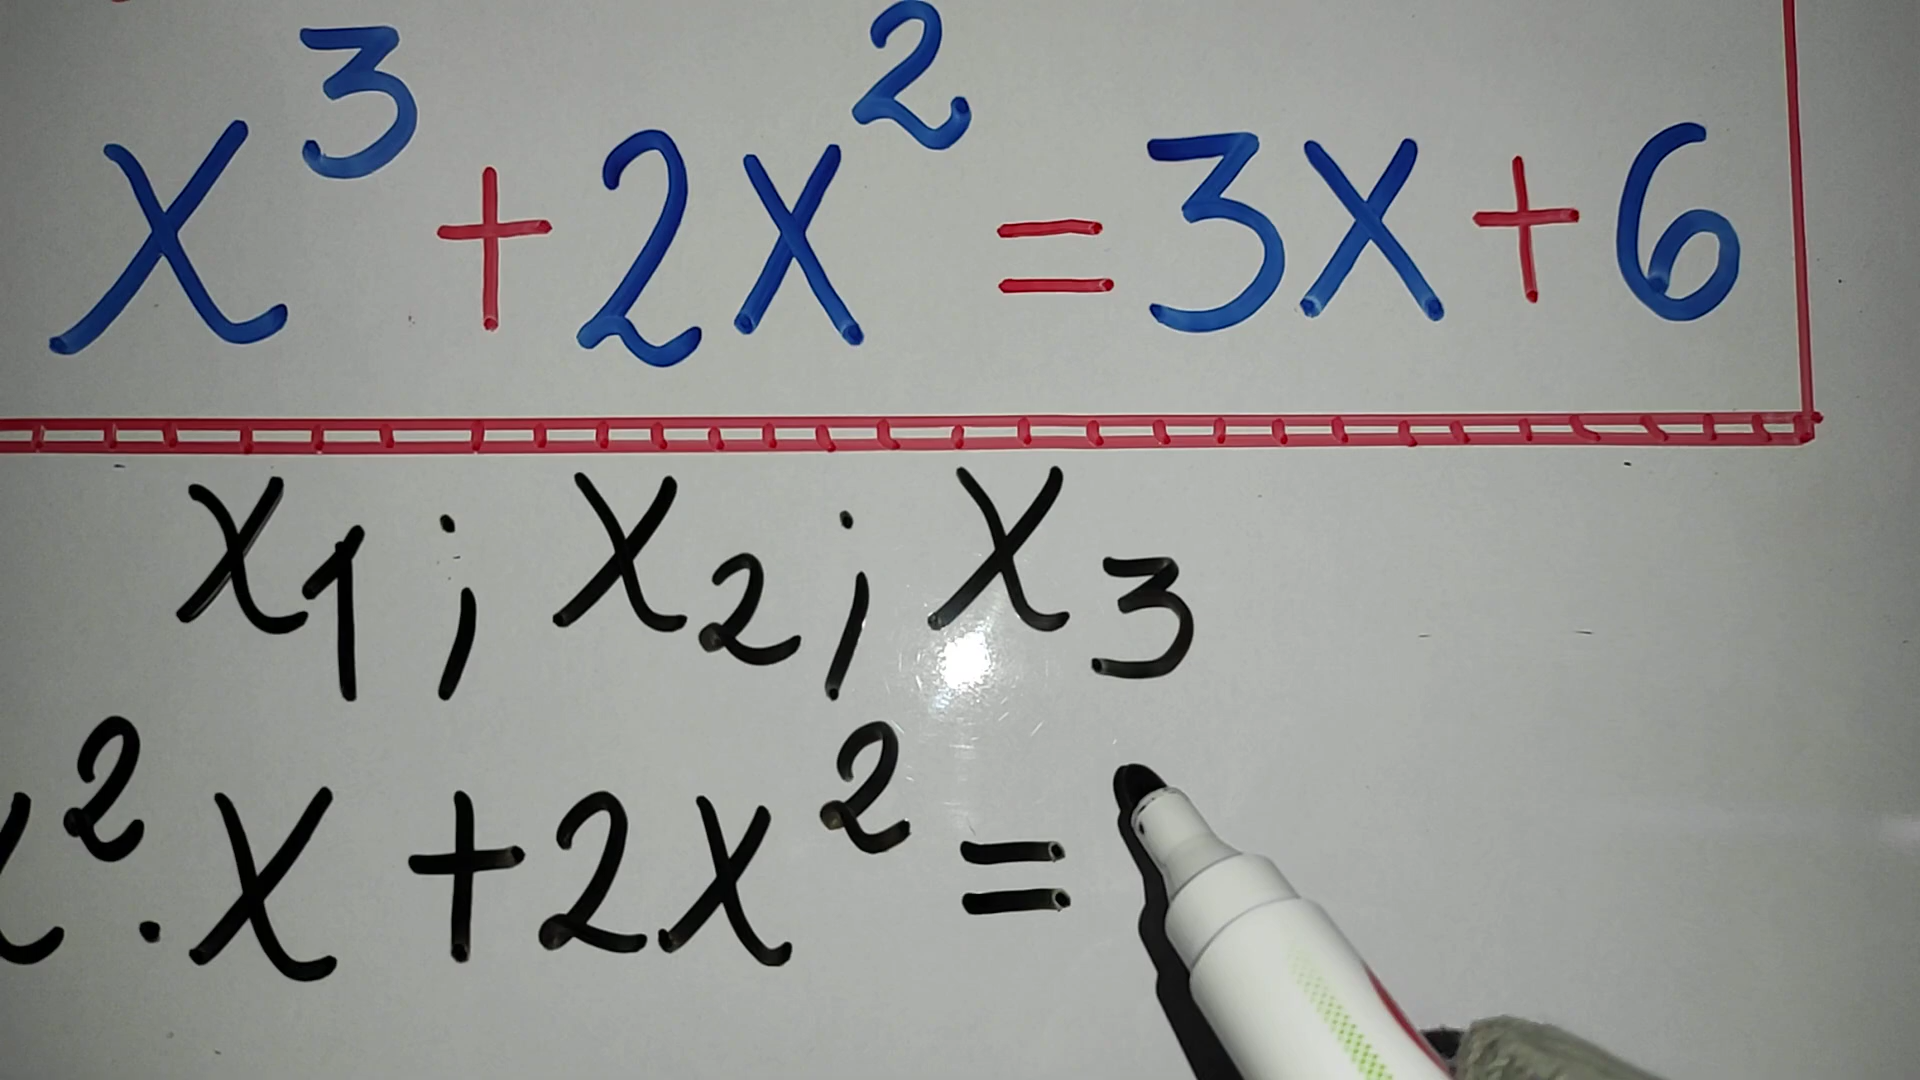 x³+2x²=3x+6
x₁; x₂; x₃
x²·x+2x²=